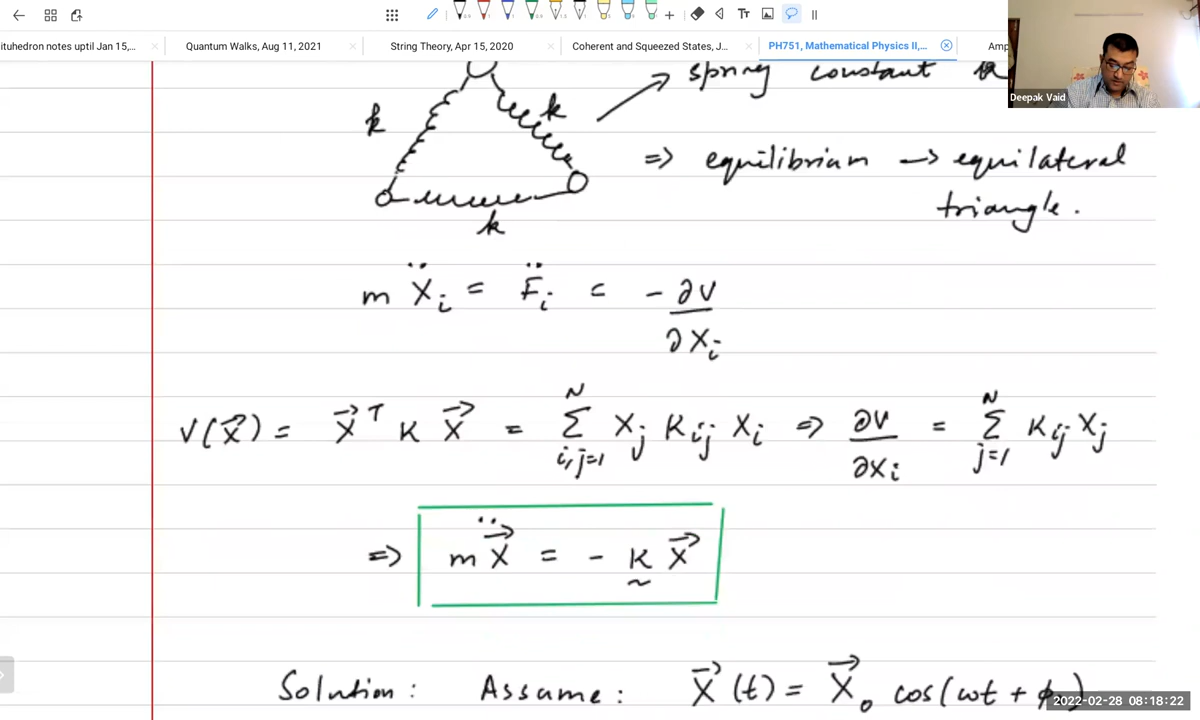 ituhedron notes uptil Jan 15,... Quantum Walks, Aug 11, 2021 String Theory, Apr 15, 2020 Coherent and Squeezed States, J... PH751, Mathematical Physics II,... Amp
Deepak Vaid
spring constant k
k k
⇒ equilibrium → equilateral
triangle.
k
m Ẍ_i = F̈_i = - ∂V / ∂X_i
V(x⃗) = X⃗^T K X⃗ = Σ_{i,j=1}^N X_j K_ij X_i ⇒ ∂V / ∂x_i = Σ_{j=1}^N K_ij X_j
⇒ m Ẍ⃗ = - K̰ X⃗
Solution : Assume : X⃗ (t) = X⃗_0 cos(ωt + ϕ)
2022-02-28 08:18:22